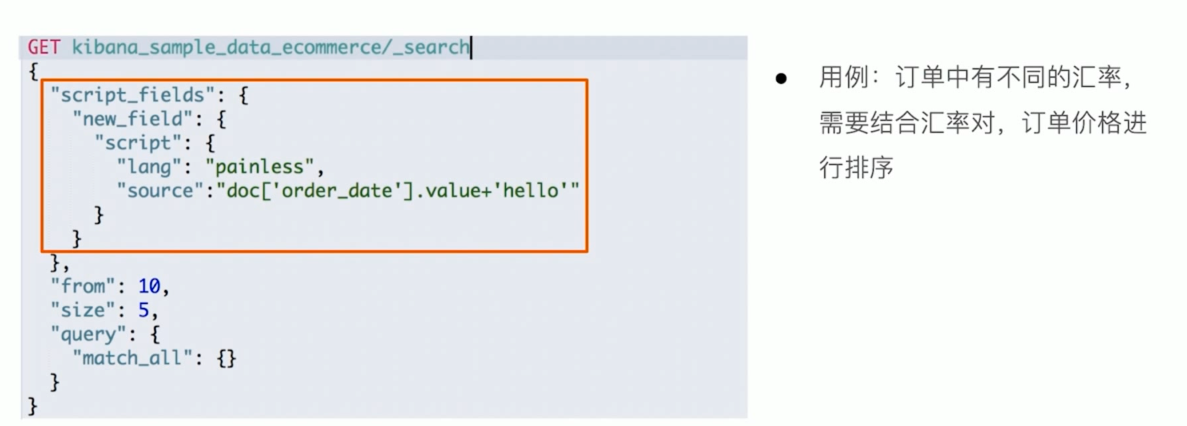 GET kibana_sample_data_ecommerce/_search
{
  "script_fields": {
    "new_field": {
      "script": {
        "lang": "painless",
        "source":"doc['order_date'].value+'hello'"
      }
    }
  },
  "from": 10,
  "size": 5,
  "query": {
    "match_all": {}
  }
}
● 用例：订单中有不同的汇率，
需要结合汇率对，订单价格进
行排序